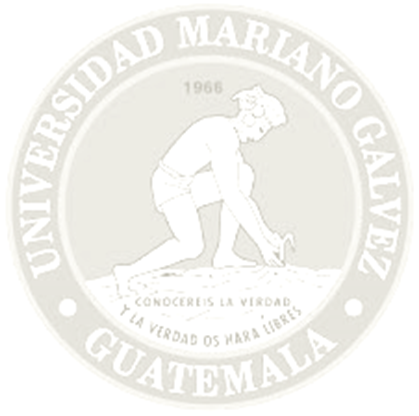 UNIVERSIDAD MARIANO GALVEZ
1966
CONOCEREIS LA VERDAD
Y LA VERDAD OS HARA LIBRES
GUATEMALA